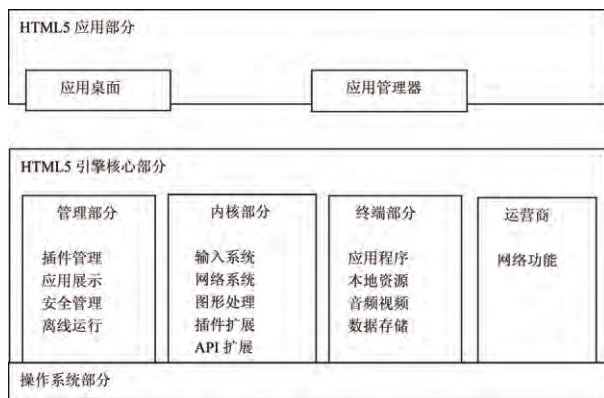 HTML5 应用部分
应用桌面
应用管理器
HTML5 引擎核心部分
管理部分
插件管理
应用展示
安全管理
离线运行
内核部分
输入系统
网络系统
图形处理
插件扩展
API 扩展
终端部分
应用程序
本地资源
音频视频
数据存储
运营商
网络功能
操作系统部分